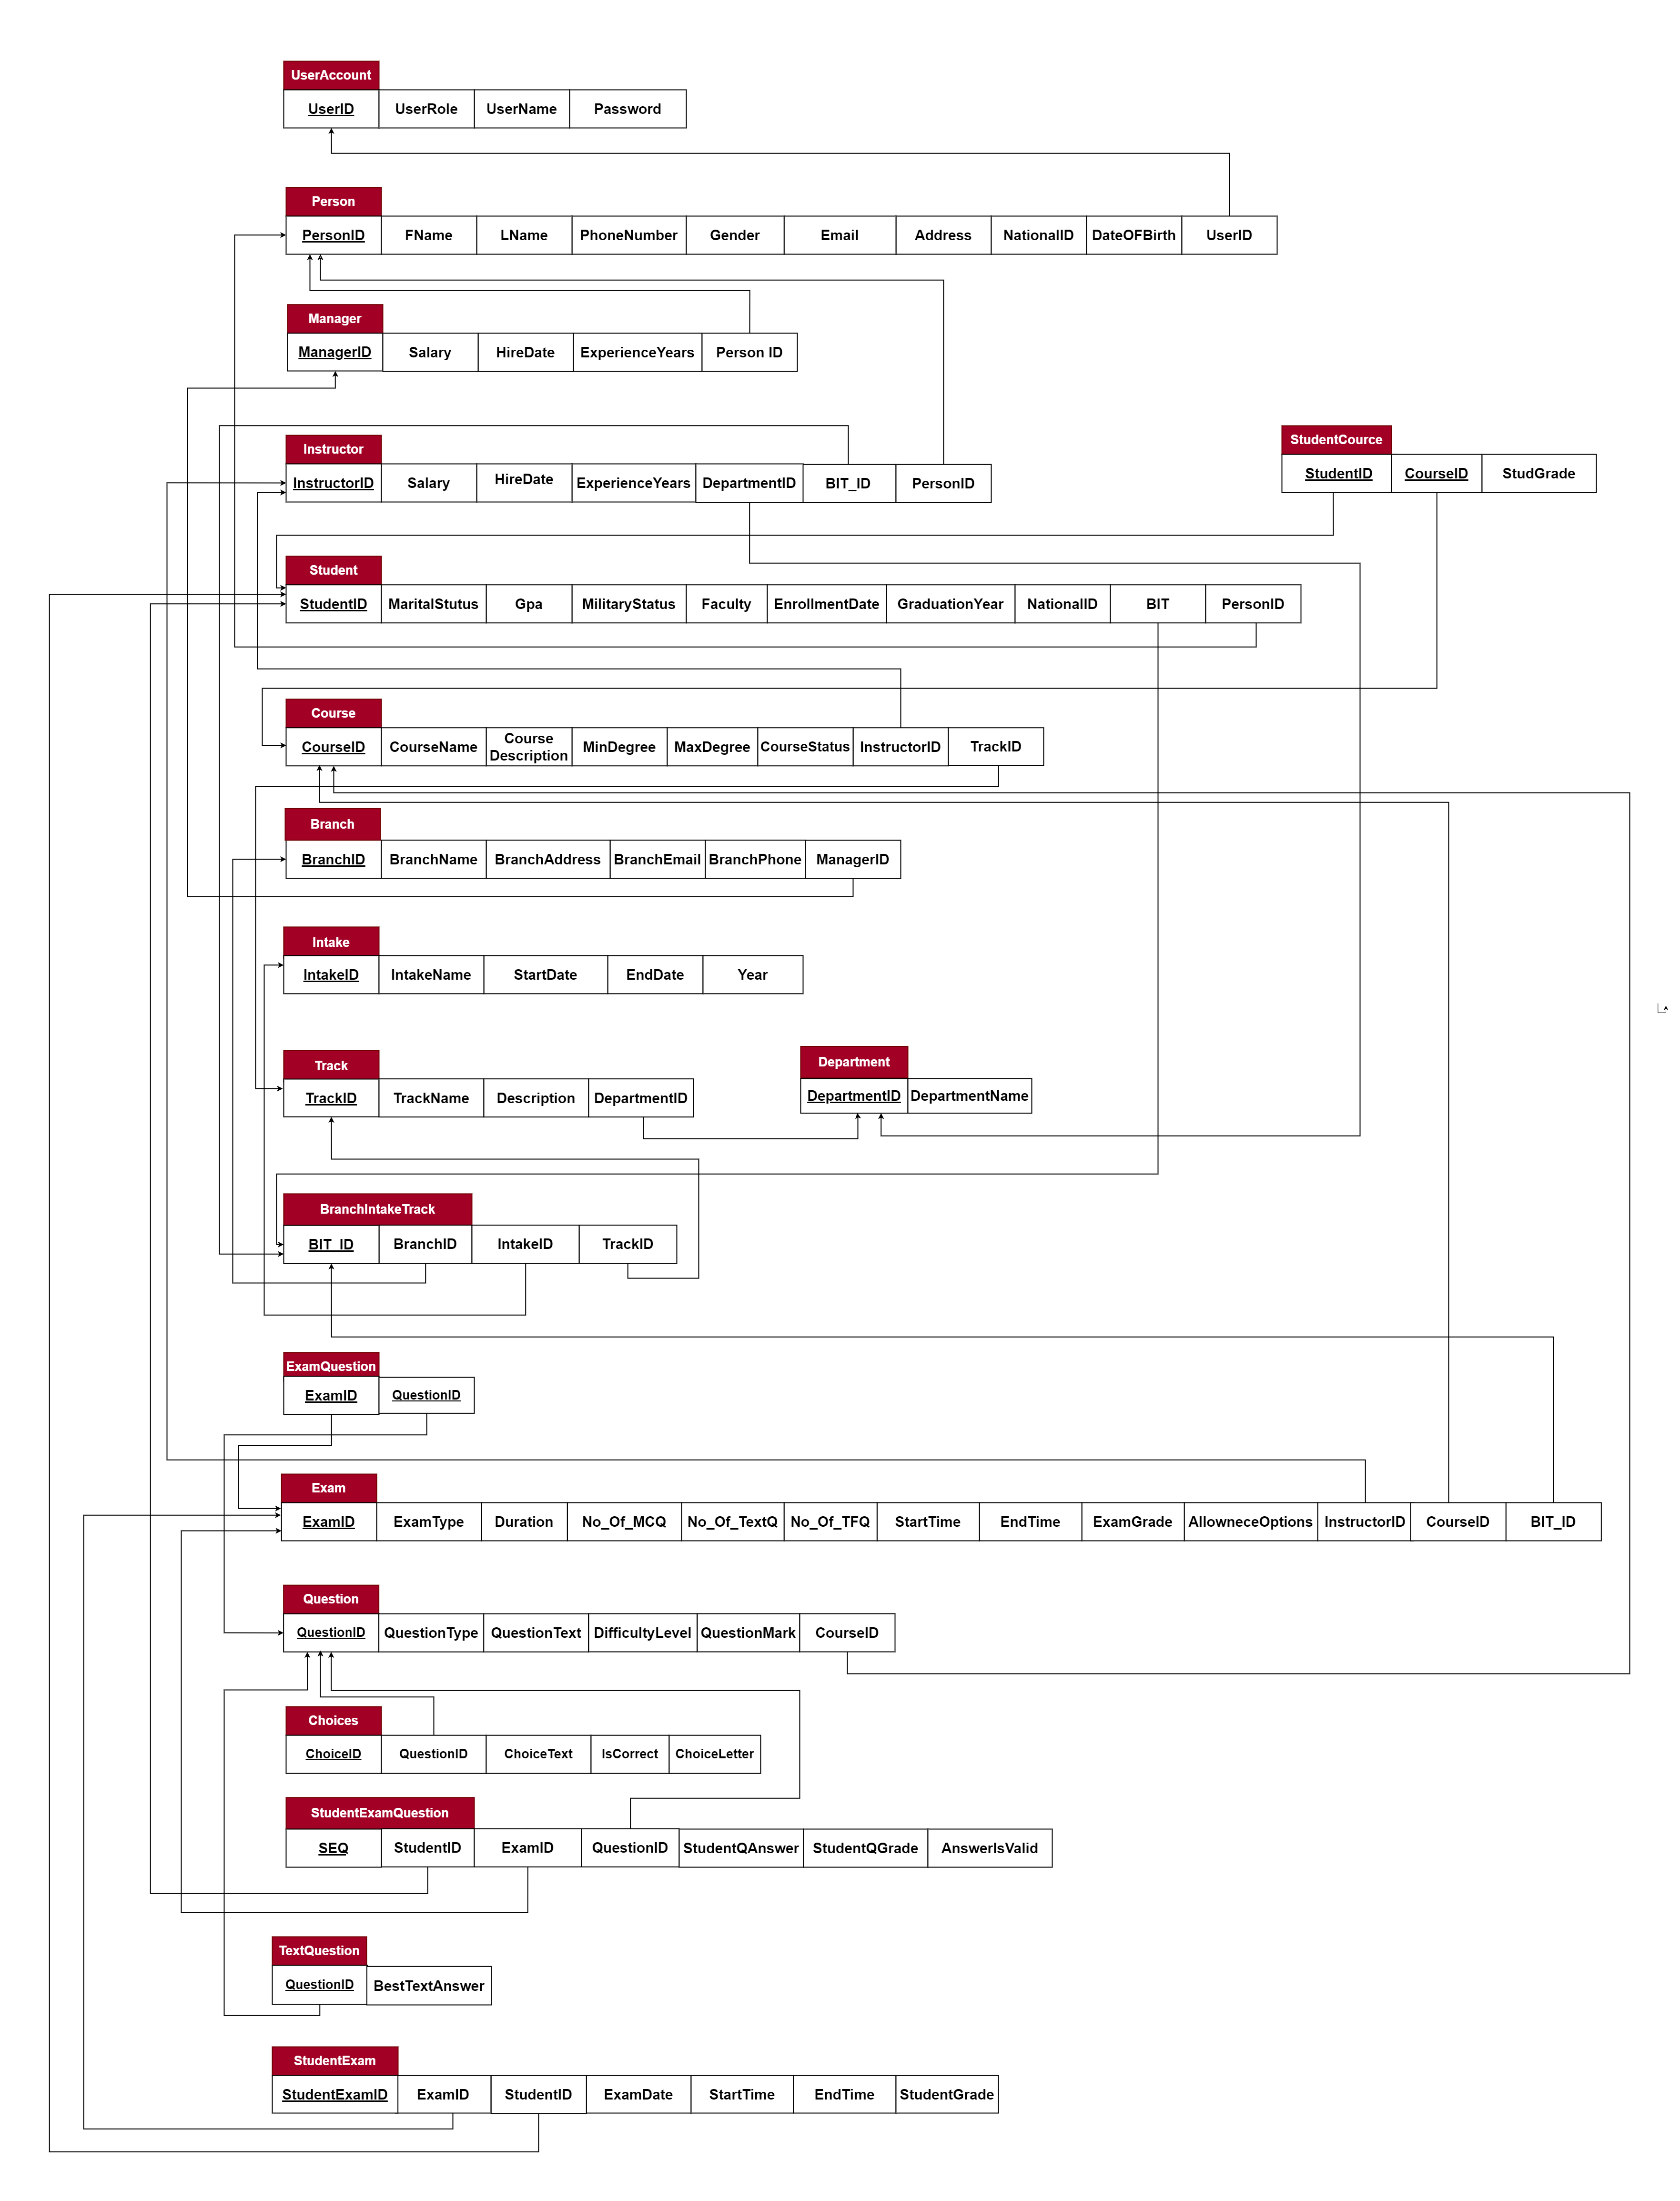 UserAccount
UserID UserRole UserName Password
Person
PersonID FName LName PhoneNumber Gender Email Address NationalID DateOFBirth UserID
Manager
ManagerID Salary HireDate ExperienceYears Person ID
StudentCource
StudentID CourseID StudGrade
Instructor
InstructorID Salary HireDate ExperienceYears DepartmentID BIT_ID PersonID
Student
StudentID MaritalStutus Gpa MilitaryStatus Faculty EnrollmentDate GraduationYear NationalID BIT PersonID
Course
CourseID CourseName Course
Description MinDegree MaxDegree CourseStatus InstructorID TrackID
Branch
BranchID BranchName BranchAddress BranchEmail BranchPhone ManagerID
Intake
IntakeID IntakeName StartDate EndDate Year
Track
TrackID TrackName Description DepartmentID
Department
DepartmentID DepartmentName
BranchIntakeTrack
BIT_ID BranchID IntakeID TrackID
ExamQuestion
ExamID QuestionID
Exam
ExamID ExamType Duration No_Of_MCQ No_Of_TextQ No_Of_TFQ StartTime EndTime ExamGrade AllowneceOptions InstructorID CourseID BIT_ID
Question
QuestionID QuestionType QuestionText DifficultyLevel QuestionMark CourseID
Choices
ChoiceID QuestionID ChoiceText IsCorrect ChoiceLetter
StudentExamQuestion
SEQ StudentID ExamID QuestionID StudentQAnswer StudentQGrade AnswerIsValid
TextQuestion
QuestionID BestTextAnswer
StudentExam
StudentExamID ExamID StudentID ExamDate StartTime EndTime StudentGrade